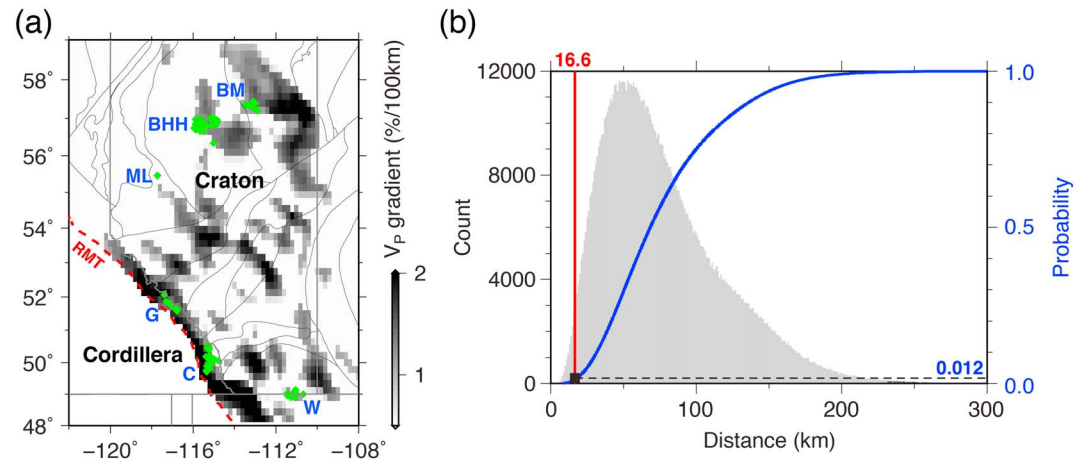 (a)
58°
56°
54°
52°
50°
48°
−120°
−116°
−112°
−108°
BM
BHH
ML
Craton
RMT
G
Cordillera
C
W
V_P gradient (%/100km)
2
1
(b)
16.6
12000
8000
4000
0
Count
1.0
0.5
0.0
Probability
0.012
0
100
200
300
Distance (km)